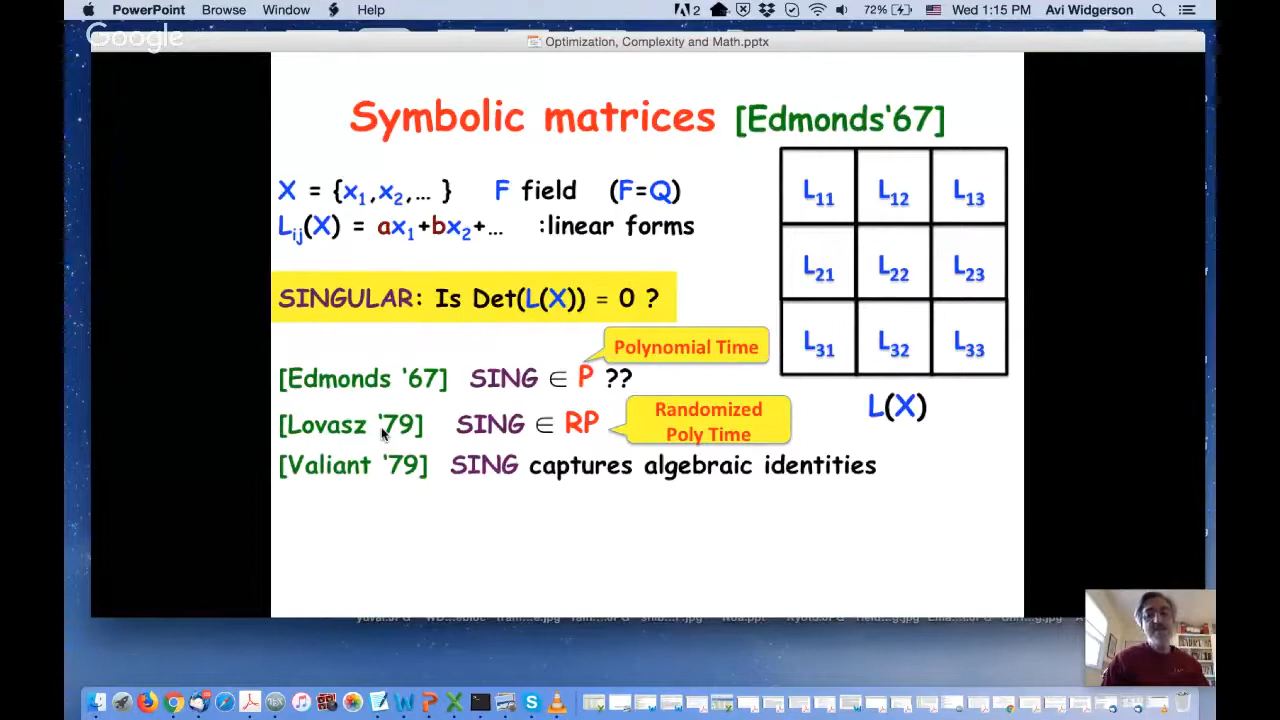 PowerPoint Browse Window Help 2 72% Wed 1:15 PM Avi Widgerson
Google
Optimization, Complexity and Math.pptx
Symbolic matrices [Edmonds'67]
X = {x1,x2,… } F field (F=Q)
Lij(X) = ax1+bx2+… :linear forms
SINGULAR: Is Det(L(X)) = 0 ?
Polynomial Time
[Edmonds '67] SING ∈ P ??
Randomized
Poly Time
[Lovasz '79] SING ∈ RP
[Valiant '79] SING captures algebraic identities
L11 L12 L13
L21 L22 L23
L31 L32 L33
L(X)